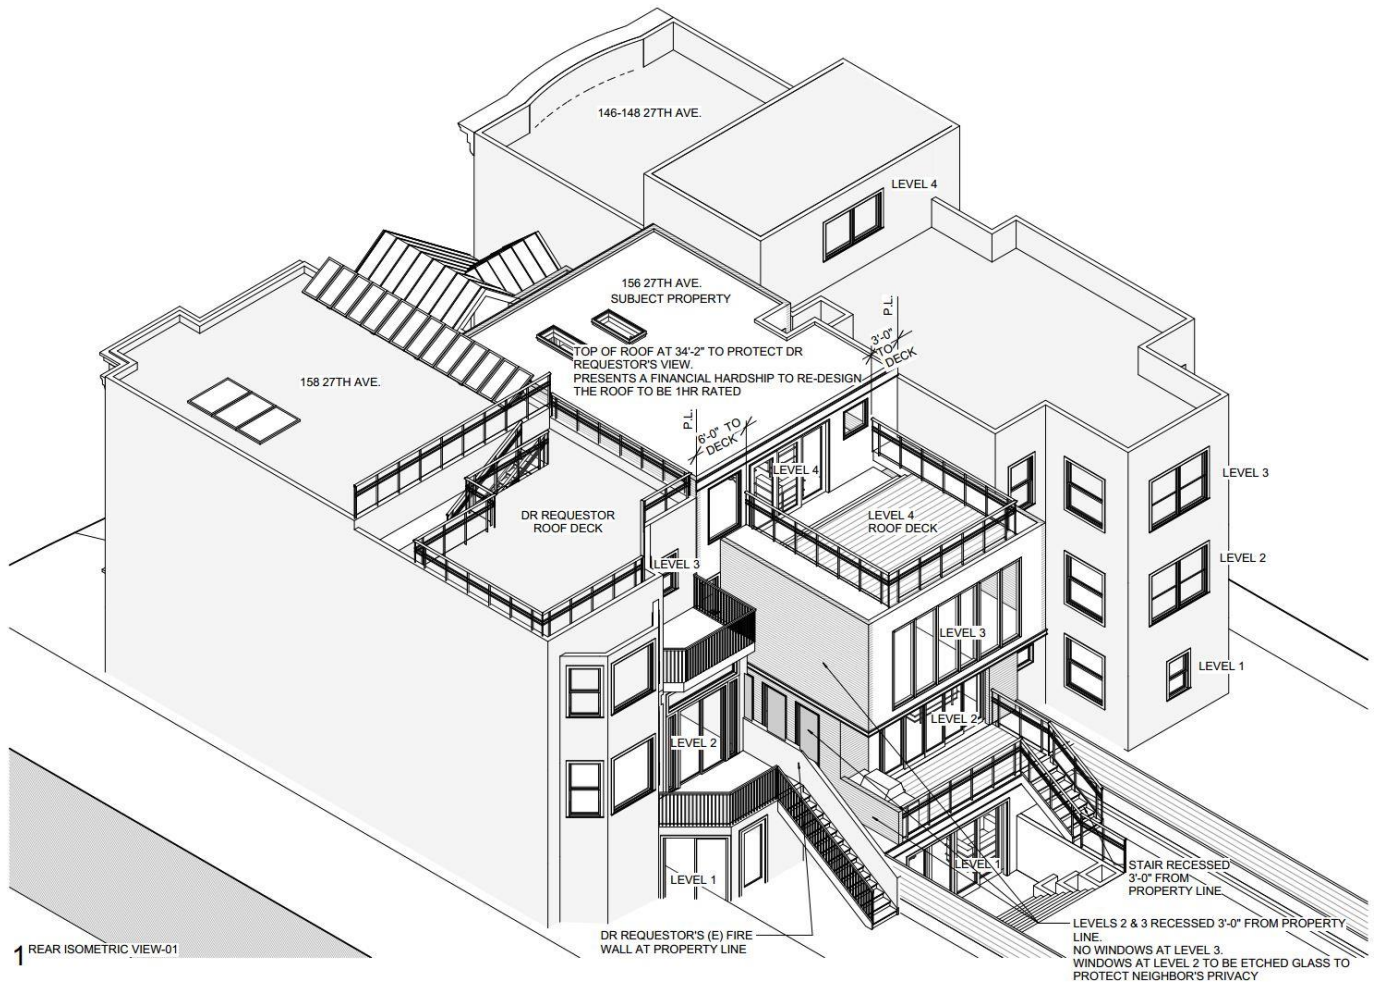 146-148 27TH AVE.
LEVEL 4
156 27TH AVE.
SUBJECT PROPERTY
P.L.
3'-0"
TO
DECK
TOP OF ROOF AT 34'-2" TO PROTECT DR
REQUESTOR'S VIEW.
PRESENTS A FINANCIAL HARDSHIP TO RE-DESIGN
THE ROOF TO BE 1HR RATED
158 27TH AVE.
P.L.
6'-0" TO
DECK
LEVEL 4
LEVEL 3
DR REQUESTOR
ROOF DECK
LEVEL 4
ROOF DECK
LEVEL 3
LEVEL 2
LEVEL 3
LEVEL 1
LEVEL 2
LEVEL 2
LEVEL 1
LEVEL 1
STAIR RECESSED
3'-0" FROM
PROPERTY LINE.
DR REQUESTOR'S (E) FIRE
WALL AT PROPERTY LINE
LEVELS 2 & 3 RECESSED 3'-0" FROM PROPERTY
LINE.
NO WINDOWS AT LEVEL 3.
WINDOWS AT LEVEL 2 TO BE ETCHED GLASS TO
PROTECT NEIGHBOR'S PRIVACY
1 REAR ISOMETRIC VIEW-01